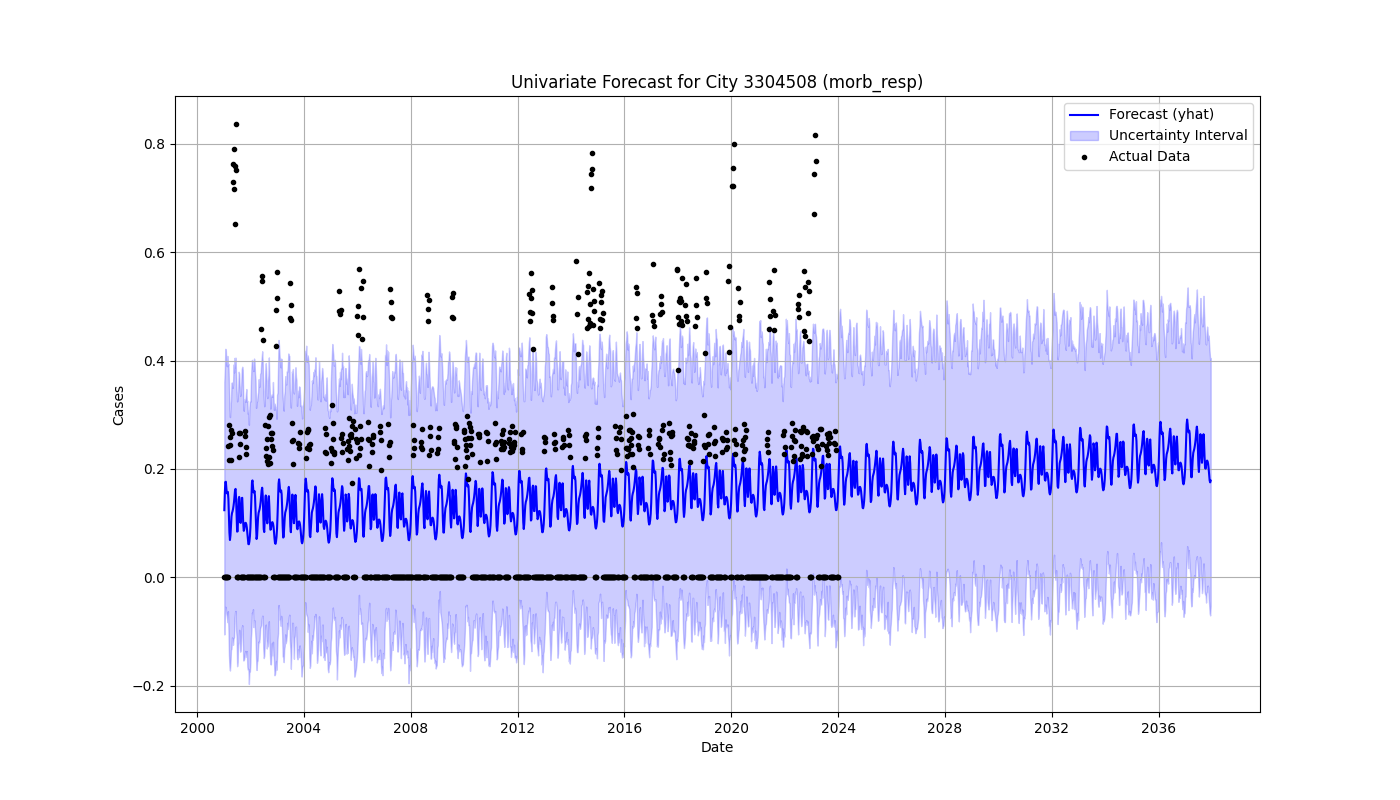 Univariate Forecast for City 3304508 (morb_resp)
Forecast (yhat)
Uncertainty Interval
Actual Data
Cases
0.8
0.6
0.4
0.2
0.0
−0.2
2000
2004
2008
2012
2016
2020
2024
2028
2032
2036
Date